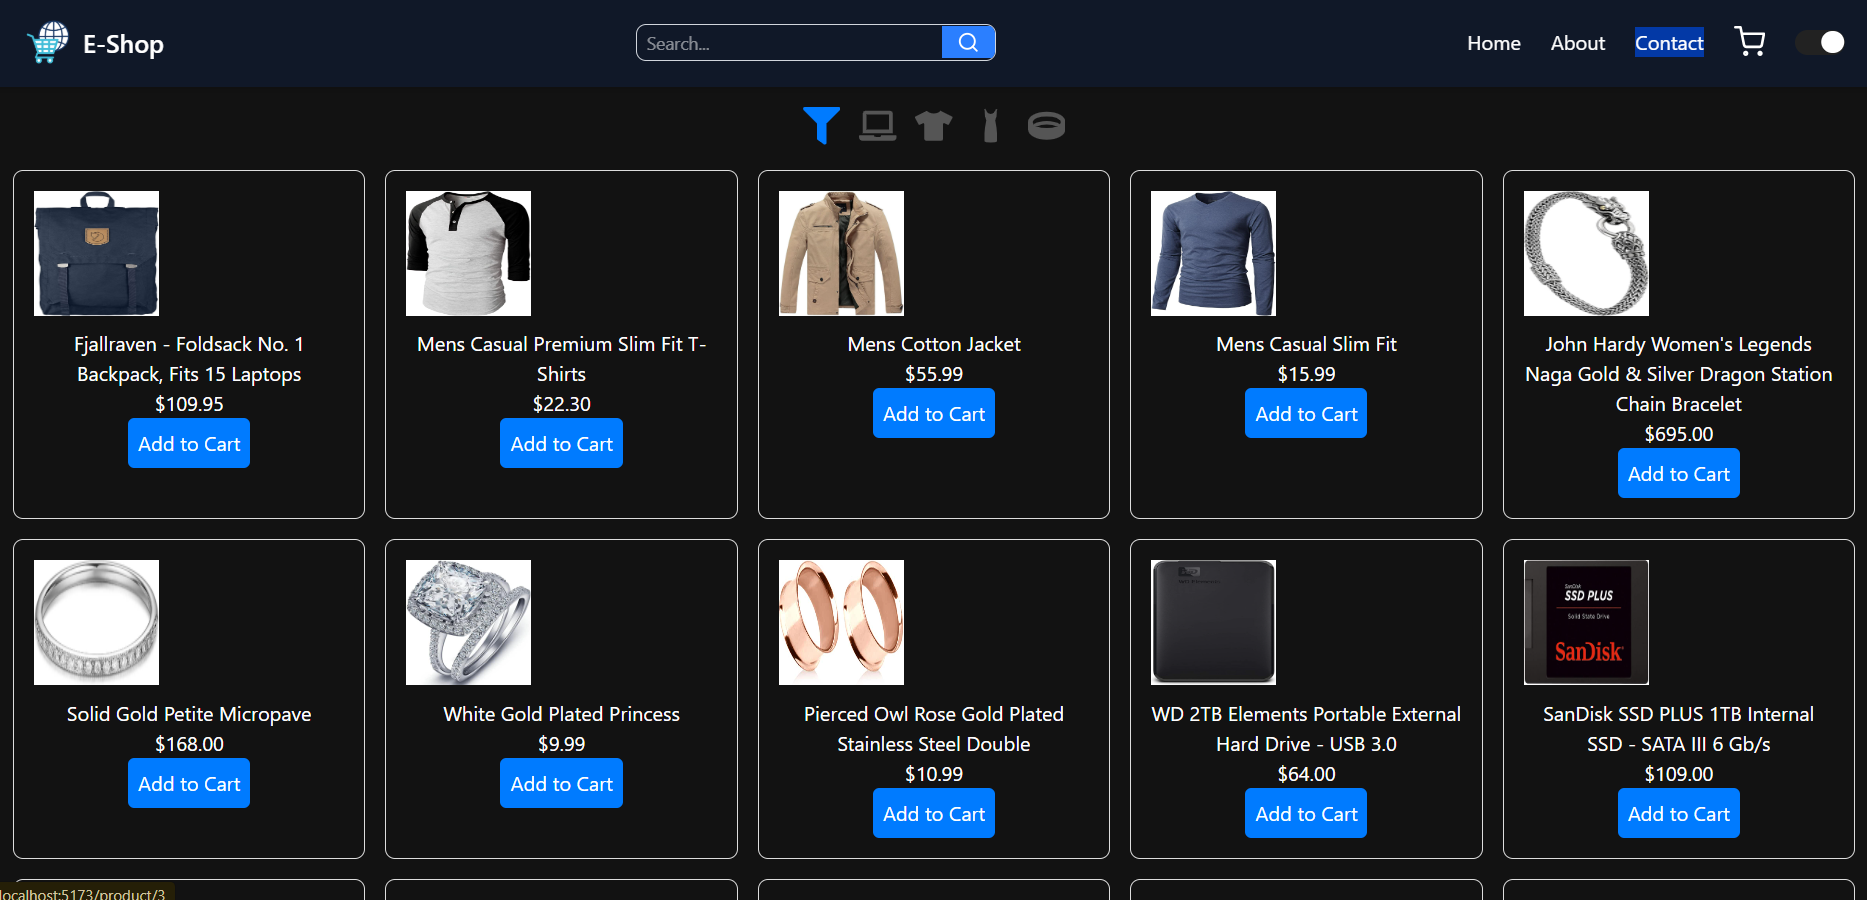 E-Shop
Search...
Home
About
Contact
Fjallraven - Foldsack No. 1
Backpack, Fits 15 Laptops
$109.95
Add to Cart
Mens Casual Premium Slim Fit T-
Shirts
$22.30
Add to Cart
Mens Cotton Jacket
$55.99
Add to Cart
Mens Casual Slim Fit
$15.99
Add to Cart
John Hardy Women's Legends
Naga Gold & Silver Dragon Station
Chain Bracelet
$695.00
Add to Cart
Solid Gold Petite Micropave
$168.00
Add to Cart
White Gold Plated Princess
$9.99
Add to Cart
Pierced Owl Rose Gold Plated
Stainless Steel Double
$10.99
Add to Cart
WD 2TB Elements Portable External
Hard Drive - USB 3.0
$64.00
Add to Cart
SanDisk
SSD PLUS
Solid State Drive
SanDisk
SanDisk SSD PLUS 1TB Internal
SSD - SATA III 6 Gb/s
$109.00
Add to Cart
localhost:5173/product/3